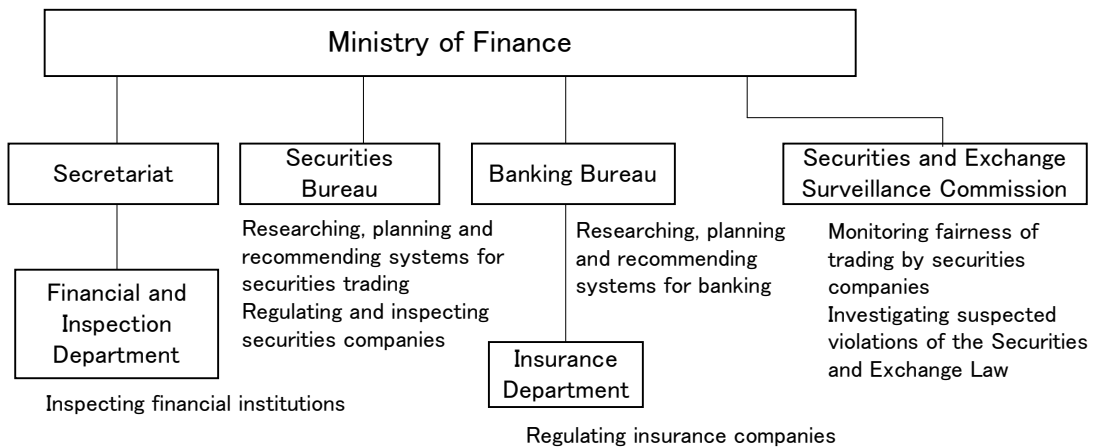 Ministry of Finance
Secretariat
Securities
Bureau
Banking Bureau
Securities and Exchange
Surveillance Commission
Researching, planning and
recommending systems for
securities trading
Regulating and inspecting
securities companies
Researching, planning
and recommending
systems for banking
Monitoring fairness of
trading by securities
companies
Investigating suspected
violations of the Securities
and Exchange Law
Financial and
Inspection
Department
Inspecting financial institutions
Insurance
Department
Regulating insurance companies